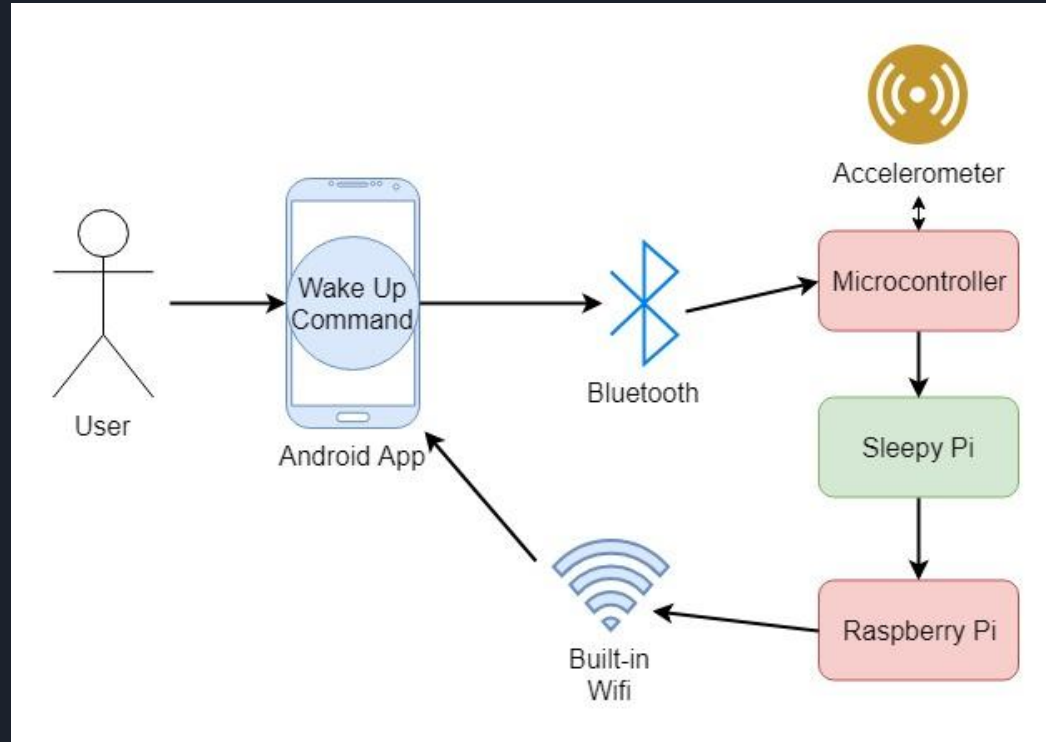 Accelerometer
Wake Up
Command
Microcontroller
Bluetooth
User
Android App
Sleepy Pi
Raspberry Pi
Built-in
Wifi